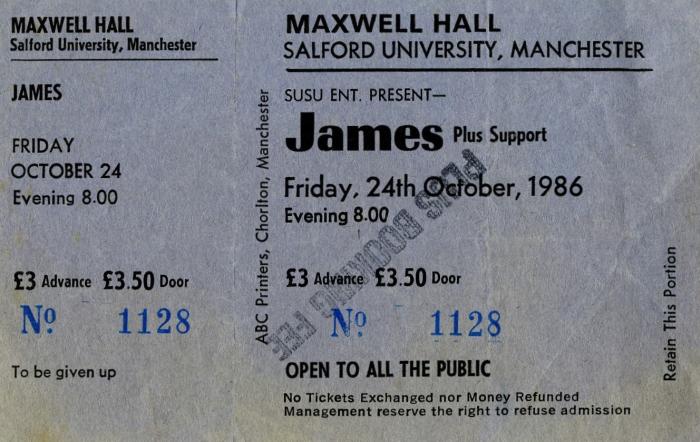 MAXWELL HALL
Salford University, Manchester
JAMES
FRIDAY
OCTOBER 24
Evening 8.00
£3 Advance £3.50 Door
Nº 1128
To be given up
ABC Printers, Chorlton, Manchester
MAXWELL HALL
SALFORD UNIVERSITY, MANCHESTER
SUSU ENT. PRESENT—
James Plus Support
Friday, 24th October, 1986
Evening 8.00
PLUS BOOKING FEE
£3 Advance £3.50 Door
Nº 1128
OPEN TO ALL THE PUBLIC
No Tickets Exchanged nor Money Refunded
Management reserve the right to refuse admission
Retain This Portion